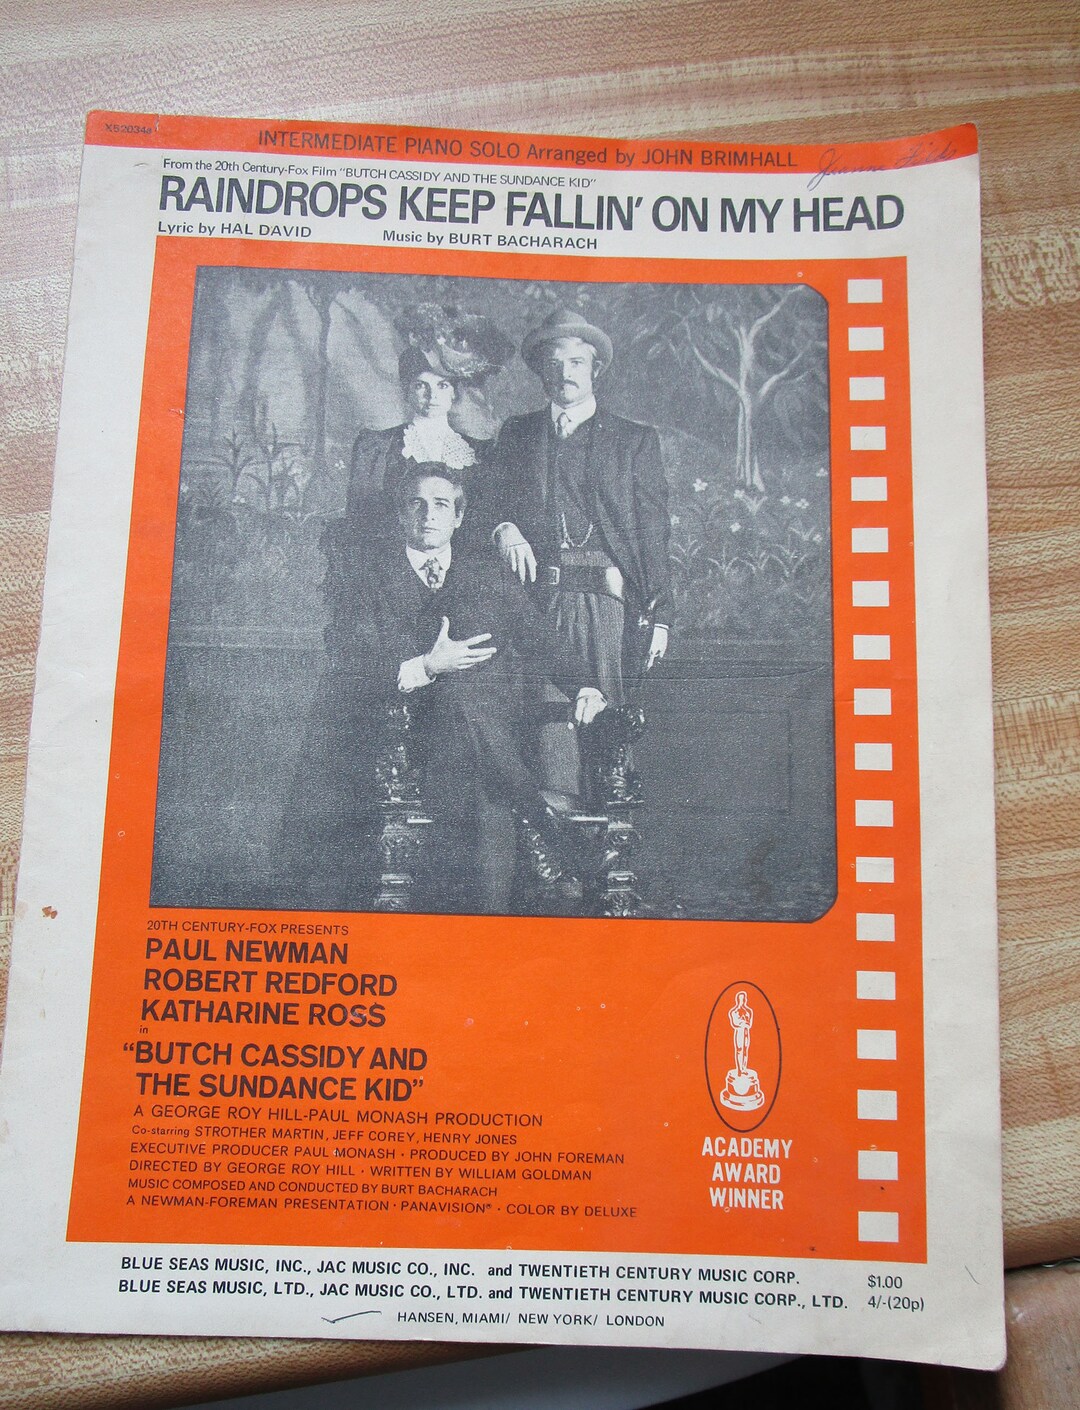 X52034a
INTERMEDIATE PIANO SOLO Arranged by JOHN BRIMHALL
From the 20th Century-Fox Film "BUTCH CASSIDY AND THE SUNDANCE KID"
RAINDROPS KEEP FALLIN' ON MY HEAD
Lyric by HAL DAVID Music by BURT BACHARACH
20TH CENTURY-FOX PRESENTS
PAUL NEWMAN
ROBERT REDFORD
KATHARINE ROSS
in
"BUTCH CASSIDY AND
THE SUNDANCE KID"
A GEORGE ROY HILL-PAUL MONASH PRODUCTION
Co-starring STROTHER MARTIN, JEFF COREY, HENRY JONES
EXECUTIVE PRODUCER PAUL MONASH · PRODUCED BY JOHN FOREMAN
DIRECTED BY GEORGE ROY HILL · WRITTEN BY WILLIAM GOLDMAN
MUSIC COMPOSED AND CONDUCTED BY BURT BACHARACH
A NEWMAN-FOREMAN PRESENTATION · PANAVISION® · COLOR BY DELUXE
ACADEMY
AWARD
WINNER
BLUE SEAS MUSIC, INC., JAC MUSIC CO., INC. and TWENTIETH CENTURY MUSIC CORP.
BLUE SEAS MUSIC, LTD., JAC MUSIC CO., LTD. and TWENTIETH CENTURY MUSIC CORP., LTD.
$1.00
4/-(20p)
HANSEN, MIAMI/ NEW YORK/ LONDON